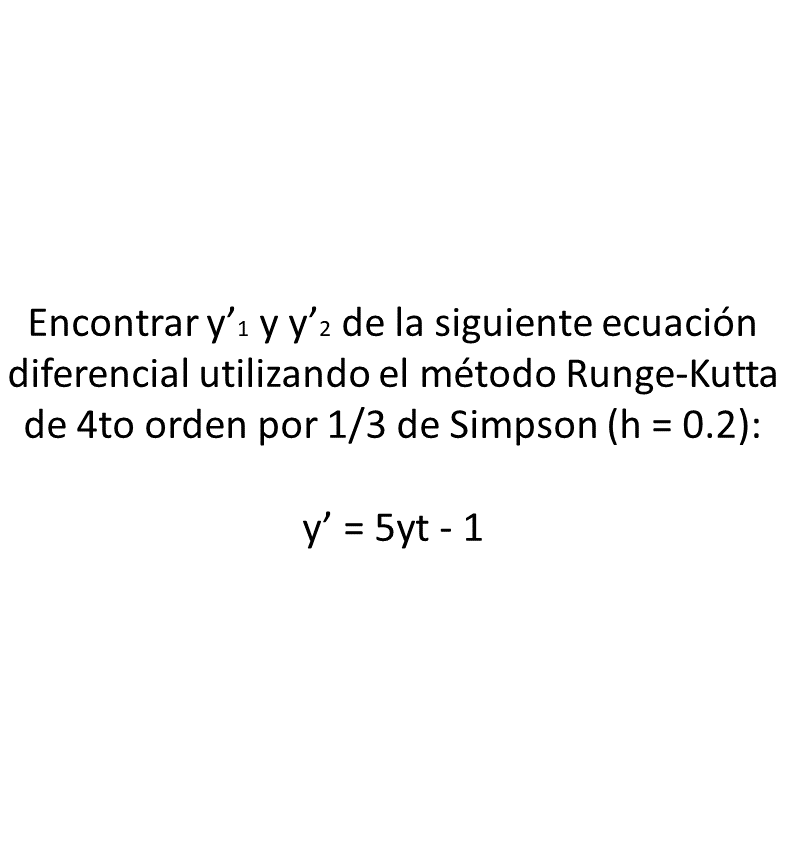 Encontrar y’₁ y y’₂ de la siguiente ecuación
diferencial utilizando el método Runge-Kutta
de 4to orden por 1/3 de Simpson (h = 0.2):
y’ = 5yt - 1